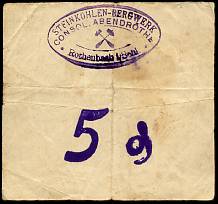 STEINKOHLEN-BERGWERK
CONSOL. ABENDRÖTHE
Rothenbach i/Schl
5 ₰